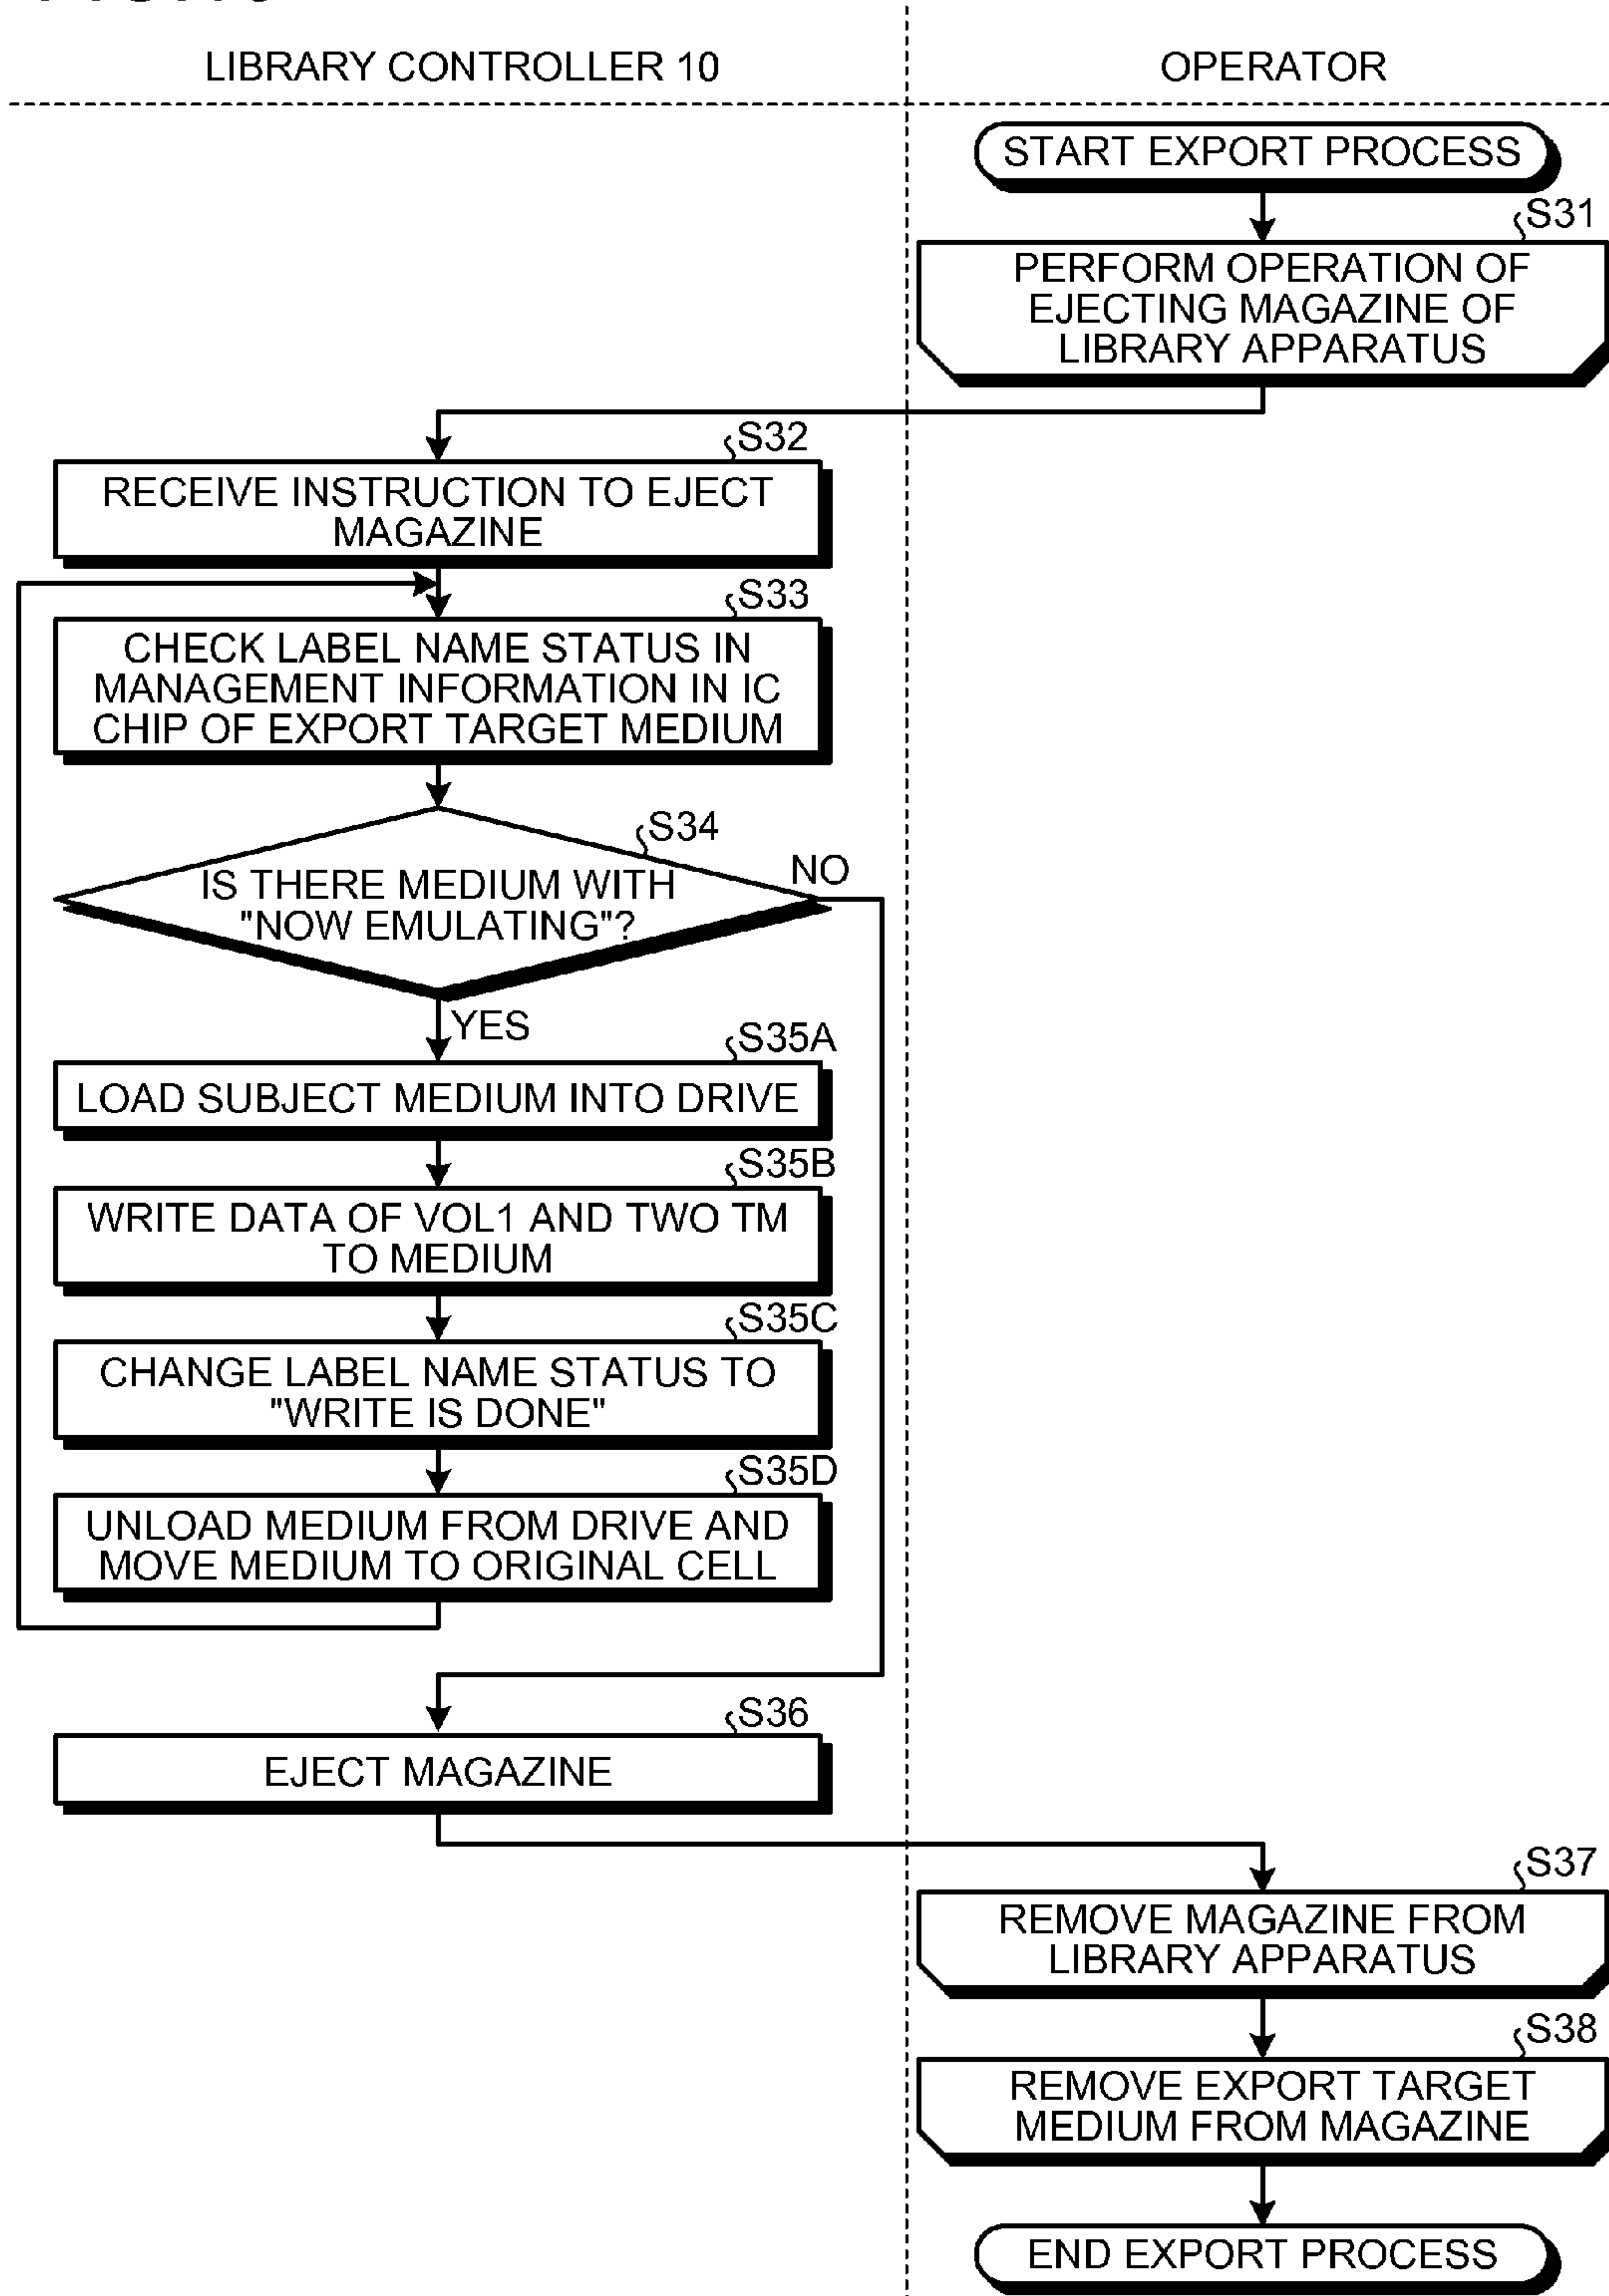 LIBRARY CONTROLLER 10
OPERATOR
START EXPORT PROCESS
S31
PERFORM OPERATION OF
EJECTING MAGAZINE OF
LIBRARY APPARATUS
S32
RECEIVE INSTRUCTION TO EJECT
MAGAZINE
S33
CHECK LABEL NAME STATUS IN
MANAGEMENT INFORMATION IN IC
CHIP OF EXPORT TARGET MEDIUM
S34
IS THERE MEDIUM WITH
"NOW EMULATING"?
NO
YES
S35A
LOAD SUBJECT MEDIUM INTO DRIVE
S35B
WRITE DATA OF VOL1 AND TWO TM
TO MEDIUM
S35C
CHANGE LABEL NAME STATUS TO
"WRITE IS DONE"
S35D
UNLOAD MEDIUM FROM DRIVE AND
MOVE MEDIUM TO ORIGINAL CELL
S36
EJECT MAGAZINE
S37
REMOVE MAGAZINE FROM
LIBRARY APPARATUS
S38
REMOVE EXPORT TARGET
MEDIUM FROM MAGAZINE
END EXPORT PROCESS